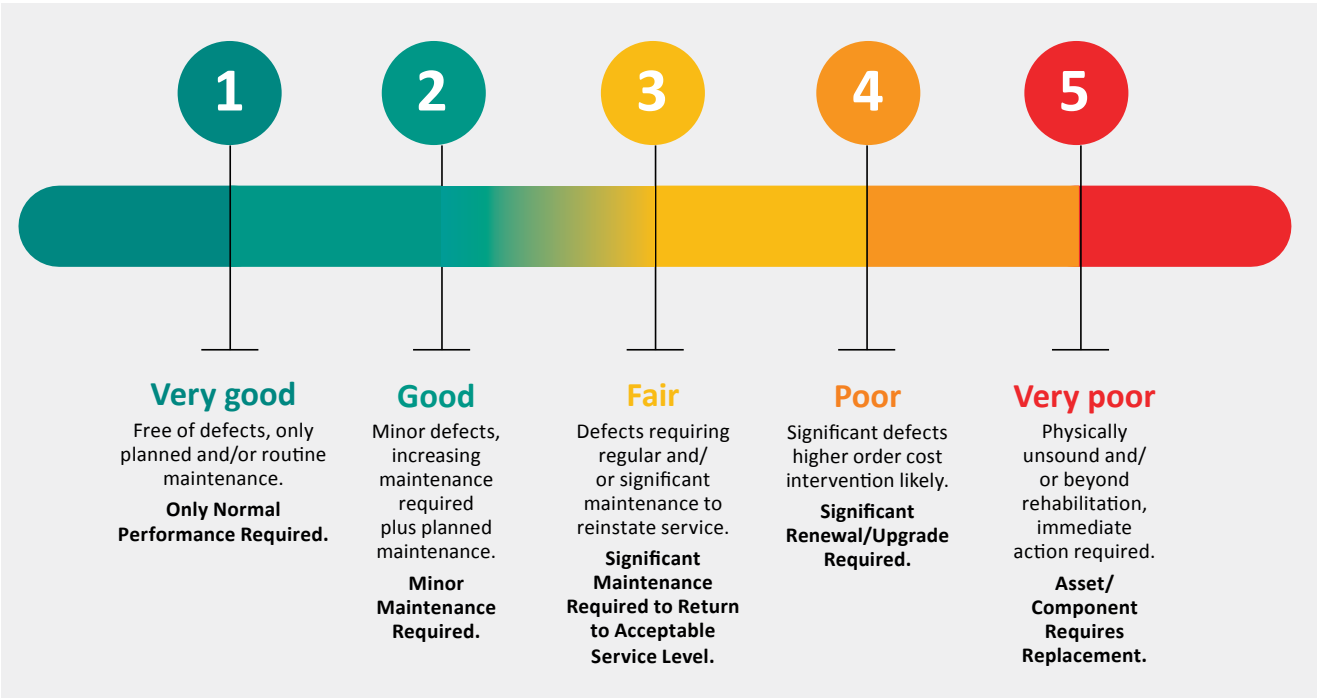 1
2
3
4
5
Very good
Free of defects, only
planned and/or routine
maintenance.
Only Normal
Performance Required.
Good
Minor defects,
increasing
maintenance
required
plus planned
maintenance.
Minor
Maintenance
Required.
Fair
Defects requiring
regular and/
or significant
maintenance to
reinstate service.
Significant
Maintenance
Required to Return
to Acceptable
Service Level.
Poor
Significant defects
higher order cost
intervention likely.
Significant
Renewal/Upgrade
Required.
Very poor
Physically
unsound and/
or beyond
rehabilitation,
immediate
action required.
Asset/
Component
Requires
Replacement.